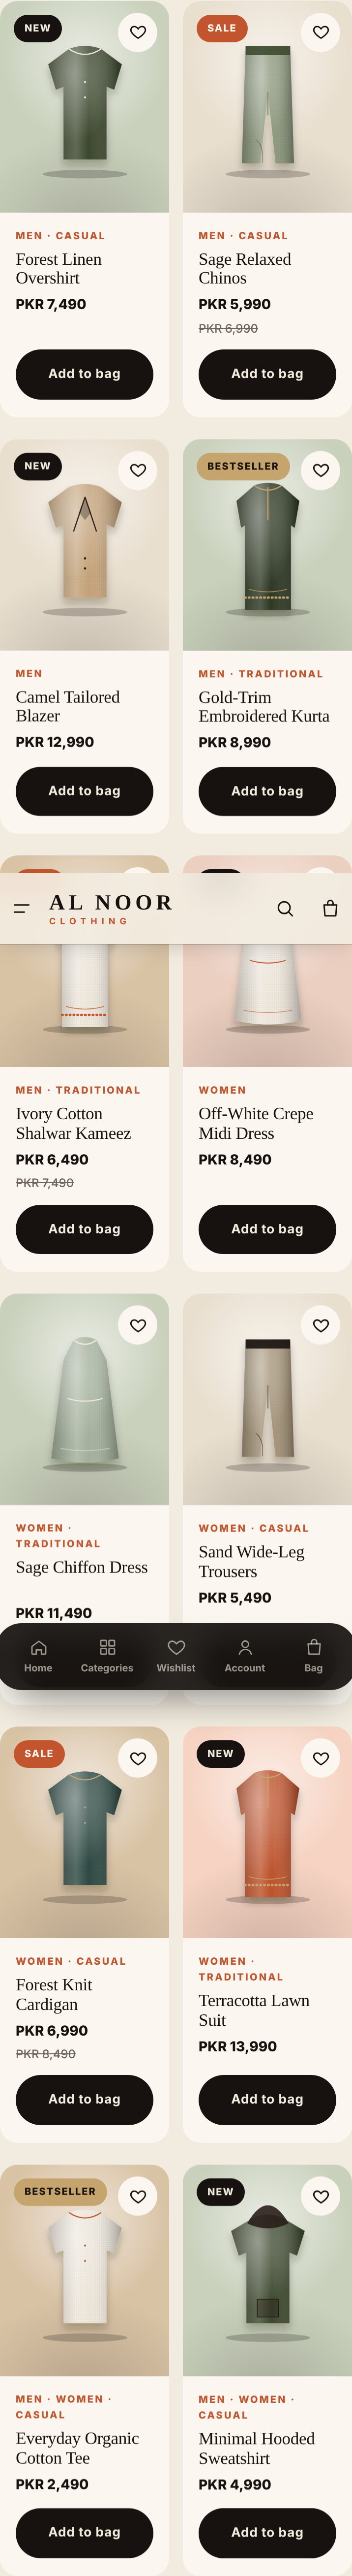 NEW
SALE
MEN · CASUAL
Forest Linen
Overshirt
PKR 7,490
Add to bag
MEN · CASUAL
Sage Relaxed
Chinos
PKR 5,990
PKR 6,990
Add to bag
NEW
BESTSELLER
MEN
Camel Tailored
Blazer
PKR 12,990
Add to bag
MEN · TRADITIONAL
Gold-Trim
Embroidered Kurta
PKR 8,990
Add to bag
AL NOOR
CLOTHING
MEN · TRADITIONAL
Ivory Cotton
Shalwar Kameez
PKR 6,490
PKR 7,490
Add to bag
WOMEN
Off-White Crepe
Midi Dress
PKR 8,490
Add to bag
WOMEN ·
TRADITIONAL
Sage Chiffon Dress
PKR 11,490
WOMEN · CASUAL
Sand Wide-Leg
Trousers
PKR 5,490
Home
Categories
Wishlist
Account
Bag
SALE
NEW
WOMEN · CASUAL
Forest Knit
Cardigan
PKR 6,990
PKR 8,490
Add to bag
WOMEN ·
TRADITIONAL
Terracotta Lawn
Suit
PKR 13,990
Add to bag
BESTSELLER
NEW
MEN · WOMEN ·
CASUAL
Everyday Organic
Cotton Tee
PKR 2,490
Add to bag
MEN · WOMEN ·
CASUAL
Minimal Hooded
Sweatshirt
PKR 4,990
Add to bag